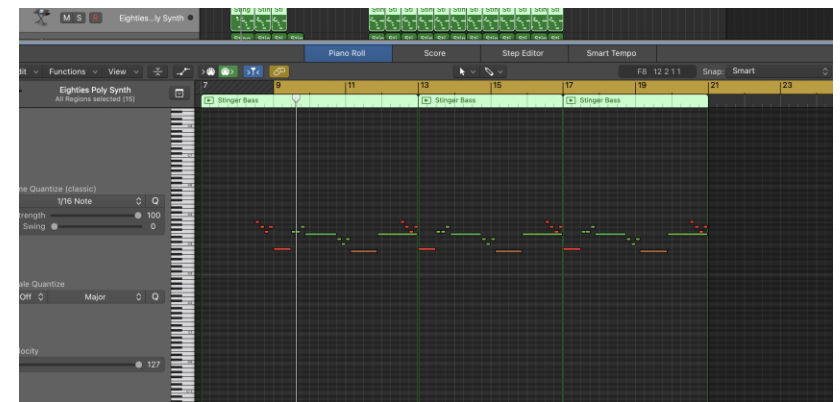 M S R Eighties...ly Synth
Piano Roll Score Step Editor Smart Tempo
dit Functions View F8 12 2 1 1 Snap: Smart
Eighties Poly Synth
All Regions selected (15)
7 9 11 13 15 17 19 21 23
Stinger Bass Stinger Bass Stinger Bass
ne Quantize (classic)
1/16 Note Q
trength 100
Swing 0
ale Quantize
Off Major Q
locity
127